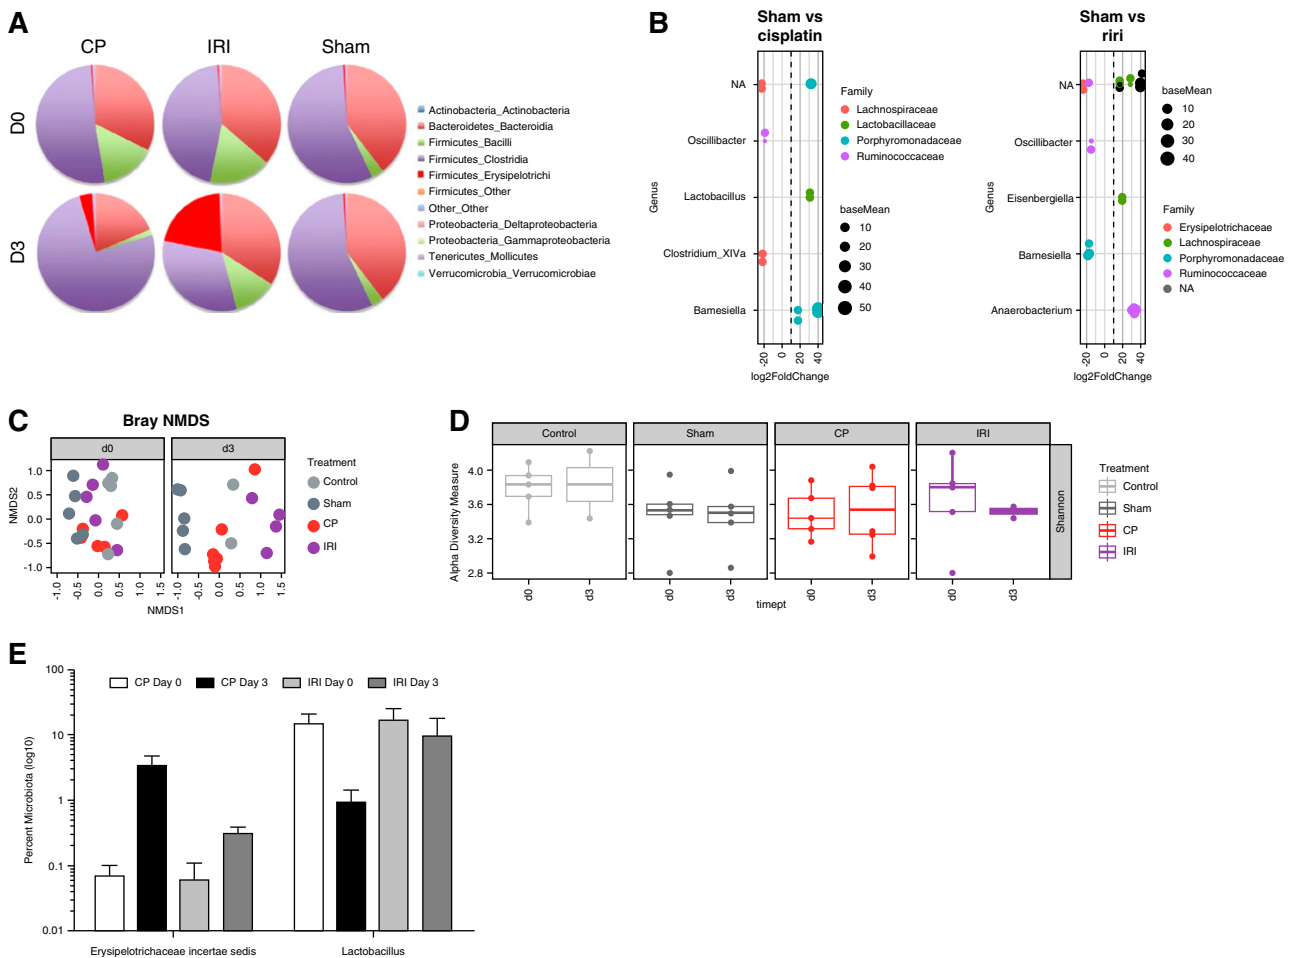 A
CP
IRI
Sham
D0
D3
Actinobacteria_Actinobacteria
Bacteroidetes_Bacteroidia
Firmicutes_Bacilli
Firmicutes_Clostridia
Firmicutes_Erysipelotrichi
Firmicutes_Other
Other_Other
Proteobacteria_Deltaproteobacteria
Proteobacteria_Gammaproteobacteria
Tenericutes_Mollicutes
Verrucomicrobia_Verrucomicrobiae
B
Sham vs
cisplatin
NA
Oscillibacter
Lactobacillus
Clostridium_XIVa
Barnesiella
Genus
-20
0
20
40
log2FoldChange
Family
Lachnospiraceae
Lactobacillaceae
Porphyromonadaceae
Ruminococcaceae
baseMean
10
20
30
40
50
Sham vs
riri
NA
Oscillibacter
Eisenbergiella
Barnesiella
Anaerobacterium
Genus
-20
0
20
40
log2FoldChange
baseMean
10
20
30
40
Family
Erysipelotrichaceae
Lachnospiraceae
Porphyromonadaceae
Ruminococcaceae
NA
C
Bray NMDS
d0
d3
1.0
0.5
0.0
-0.5
-1.0
NMDS2
-1.0
-0.5
0.0
0.5
1.0
1.5
-1.0
-0.5
0.0
0.5
1.0
1.5
NMDS1
Treatment
Control
Sham
CP
IRI
D
Control
Sham
CP
IRI
4.0
3.6
3.2
2.8
Alpha Diversity Measure
Shannon
d0
d3
d0
d3
d0
d3
d0
d3
timept
Treatment
Control
Sham
CP
IRI
E
100
10
1
0.1
0.01
Percent Microbiota (log10)
CP Day 0
CP Day 3
IRI Day 0
IRI Day 3
Erysipelotrichaceae incertae sedis
Lactobacillus